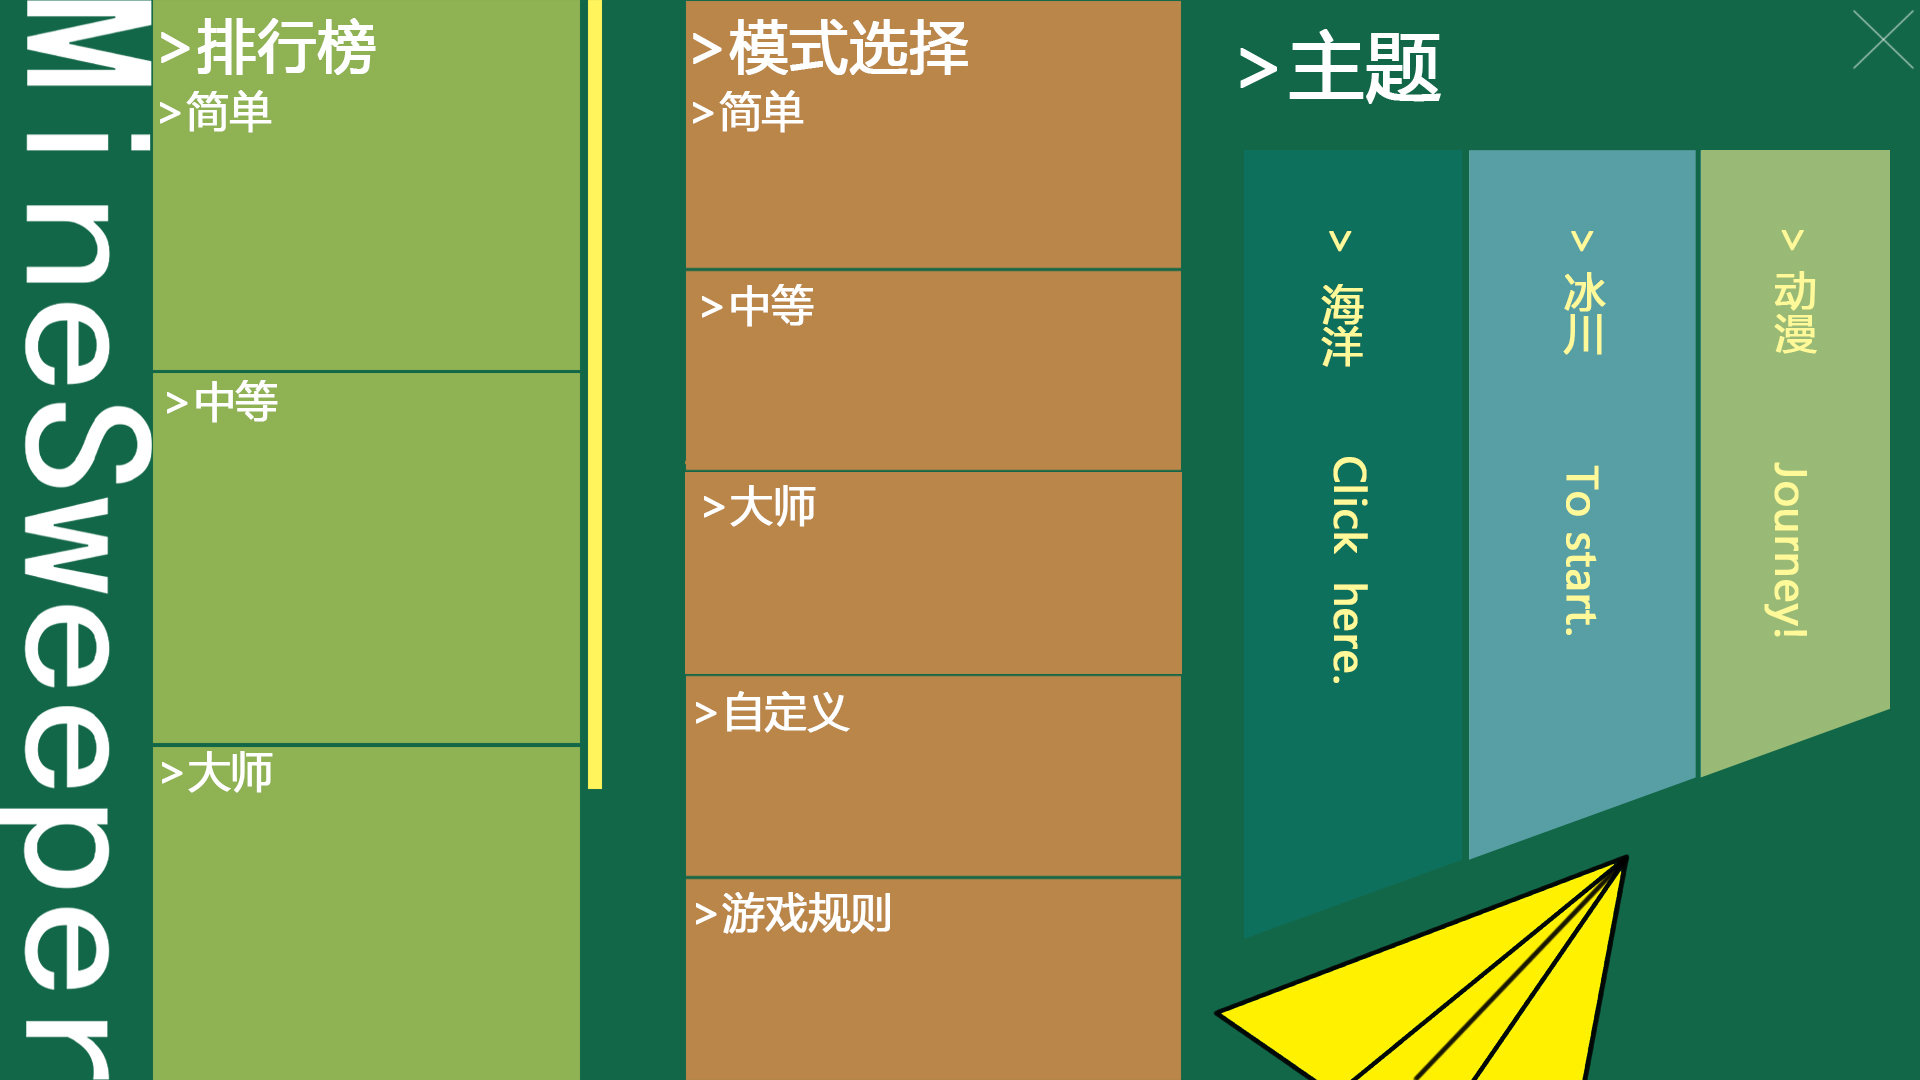 MineSweeper
>排行榜
>简单
>中等
>大师
>模式选择
>简单
>中等
>大师
>自定义
>游戏规则
>主题
>海洋 Click here.
>冰川 To start.
>动漫 Journey!